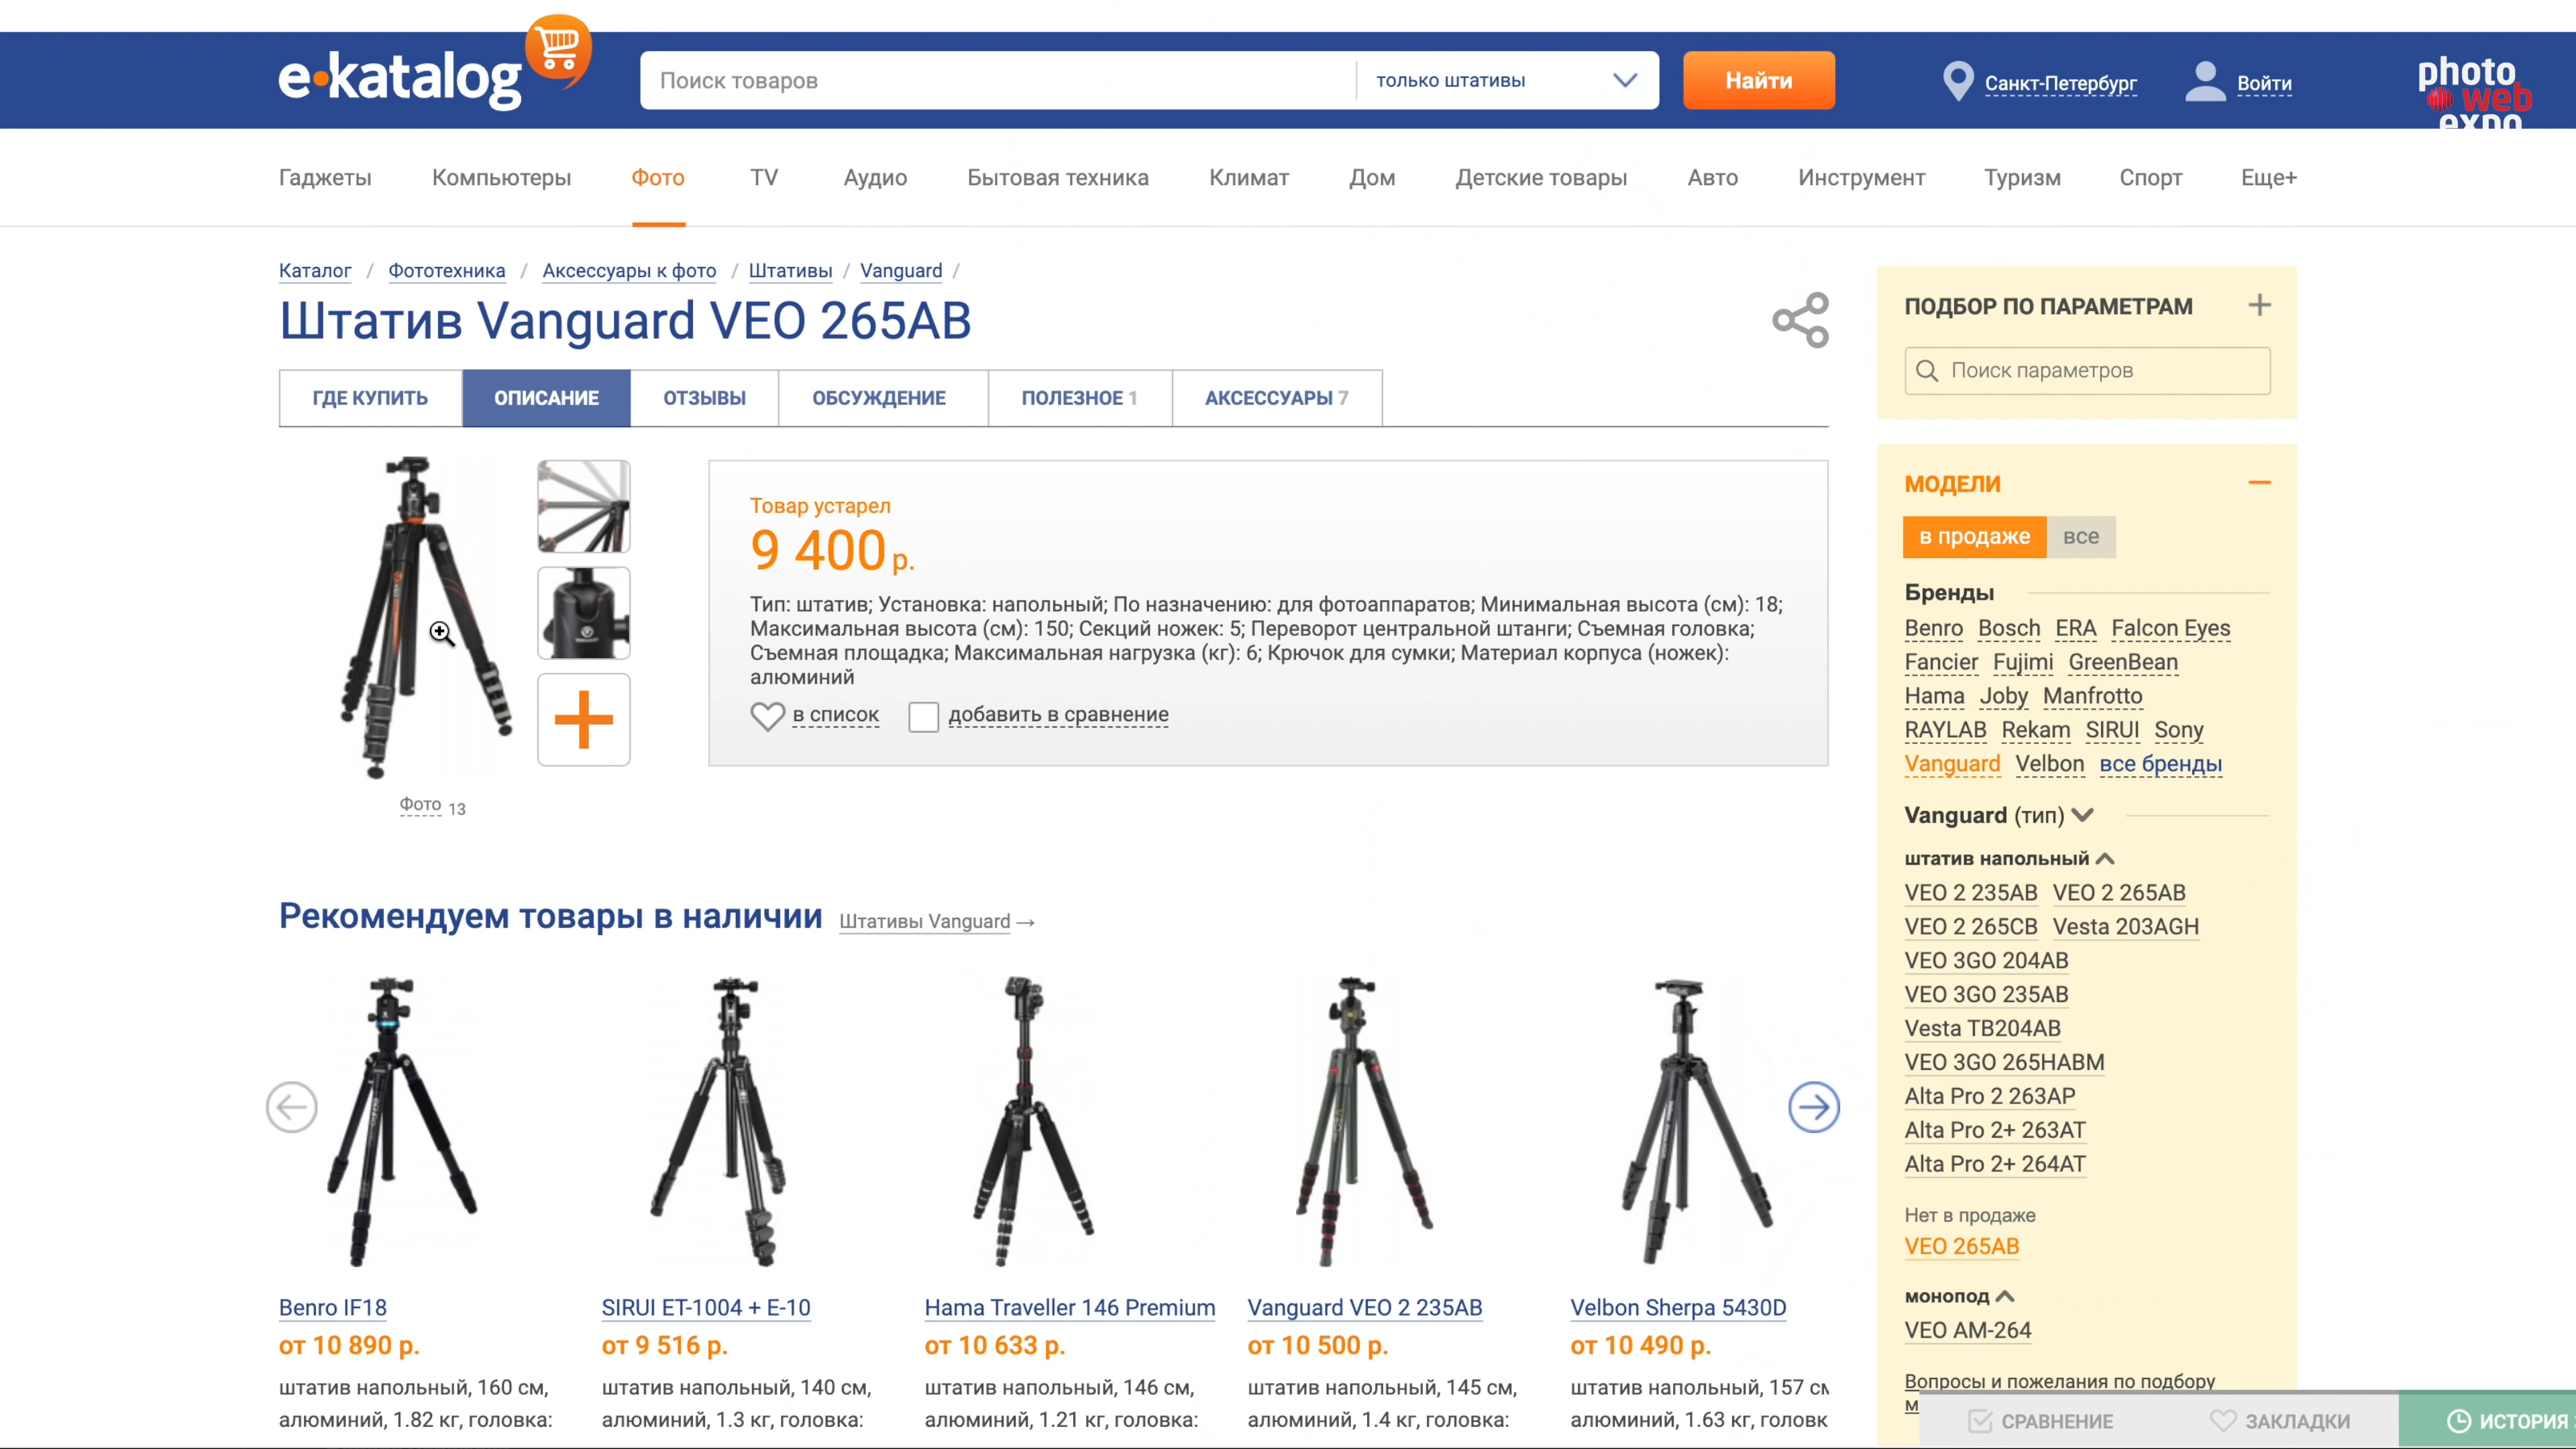 e•katalog
Поиск товаров
только штативы
Найти
Санкт-Петербург
Войти
photo
web
expo
Гаджеты Компьютеры Фото TV Аудио Бытовая техника Климат Дом Детские товары Авто Инструмент Туризм Спорт Еще+
Каталог / Фототехника / Аксессуары к фото / Штативы / Vanguard /
Штатив Vanguard VEO 265AB
ГДЕ КУПИТЬ ОПИСАНИЕ ОТЗЫВЫ ОБСУЖДЕНИЕ ПОЛЕЗНОЕ 1 АКСЕССУАРЫ 7
Товар устарел
9 400 р.
Тип: штатив; Установка: напольный; По назначению: для фотоаппаратов; Минимальная высота (см): 18;
Максимальная высота (см): 150; Секций ножек: 5; Переворот центральной штанги; Съемная головка;
Съемная площадка; Максимальная нагрузка (кг): 6; Крючок для сумки; Материал корпуса (ножек):
алюминий
в список добавить в сравнение
Фото 13
Рекомендуем товары в наличии Штативы Vanguard →
Benro IF18
от 10 890 р.
штатив напольный, 160 см,
алюминий, 1.82 кг, головка:
SIRUI ET-1004 + E-10
от 9 516 р.
штатив напольный, 140 см,
алюминий, 1.3 кг, головка:
Hama Traveller 146 Premium
от 10 633 р.
штатив напольный, 146 см,
алюминий, 1.21 кг, головка:
Vanguard VEO 2 235AB
от 10 500 р.
штатив напольный, 145 см,
алюминий, 1.4 кг, головка:
Velbon Sherpa 5430D
от 10 490 р.
штатив напольный, 157 см
алюминий, 1.63 кг, головк
ПОДБОР ПО ПАРАМЕТРАМ
Поиск параметров
МОДЕЛИ
в продаже все
Бренды
Benro Bosch ERA Falcon Eyes
Fancier Fujimi GreenBean
Hama Joby Manfrotto
RAYLAB Rekam SIRUI Sony
Vanguard Velbon все бренды
Vanguard (тип)
штатив напольный
VEO 2 235AB VEO 2 265AB
VEO 2 265CB Vesta 203AGH
VEO 3GO 204AB
VEO 3GO 235AB
Vesta TB204AB
VEO 3GO 265HABM
Alta Pro 2 263AP
Alta Pro 2+ 263AT
Alta Pro 2+ 264AT
Нет в продаже
VEO 265AB
монопод
VEO AM-264
Вопросы и пожелания по подбору
м
СРАВНЕНИЕ ЗАКЛАДКИ ИСТОРИЯ